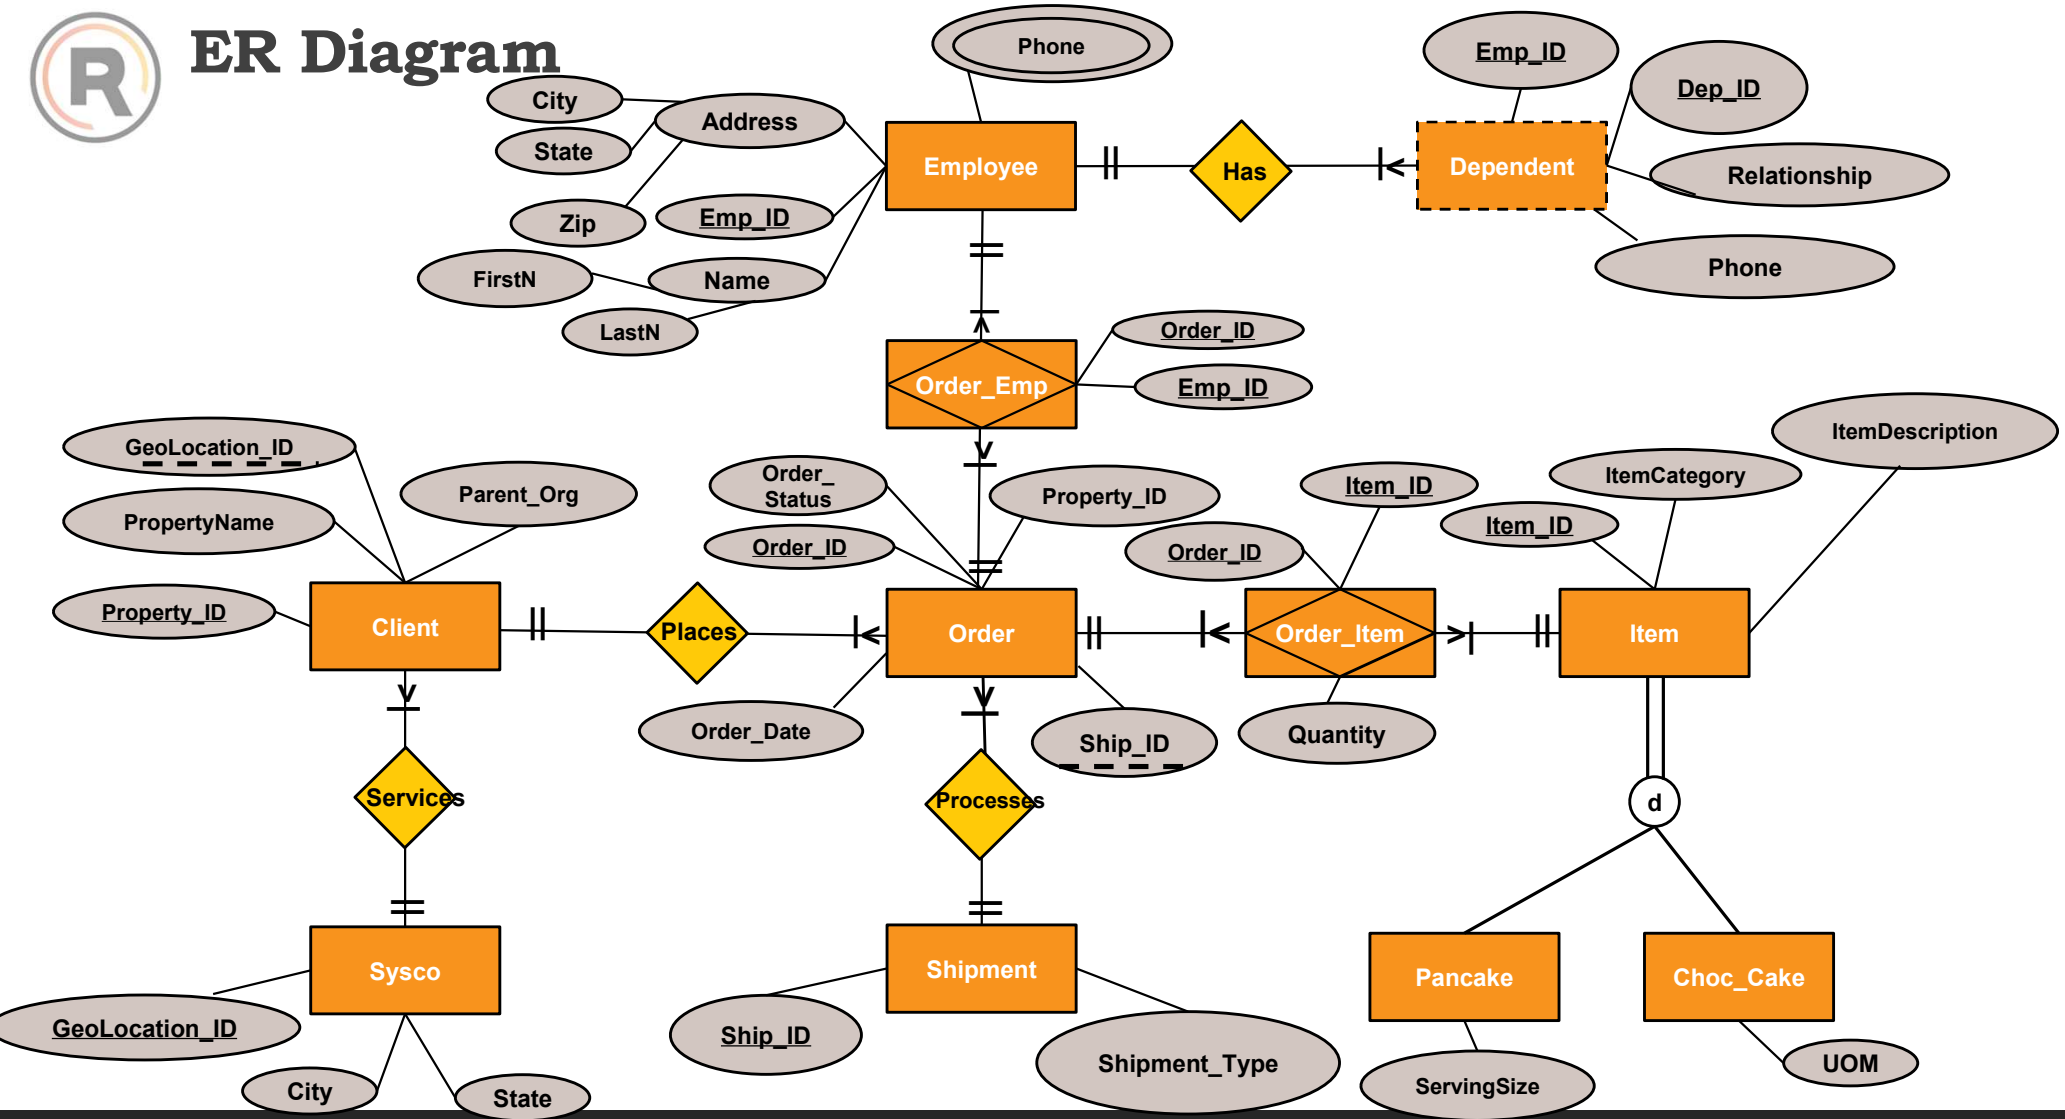 R
ER Diagram
Phone
Emp_ID
Dep_ID
City
Address
State
Employee
Has
Dependent
Relationship
Zip
Emp_ID
Phone
FirstN
Name
LastN
Order_ID
Order_Emp
Emp_ID
GeoLocation_ID
Parent_Org
PropertyName
Property_ID
Order_
Status
Order_ID
Property_ID
Item_ID
Order_ID
ItemCategory
ItemDescription
Item_ID
Client
Places
Order
Order_Item
Item
Order_Date
Ship_ID
Quantity
Services
Processes
d
Sysco
Shipment
Pancake
Choc_Cake
GeoLocation_ID
City
State
Ship_ID
Shipment_Type
ServingSize
UOM